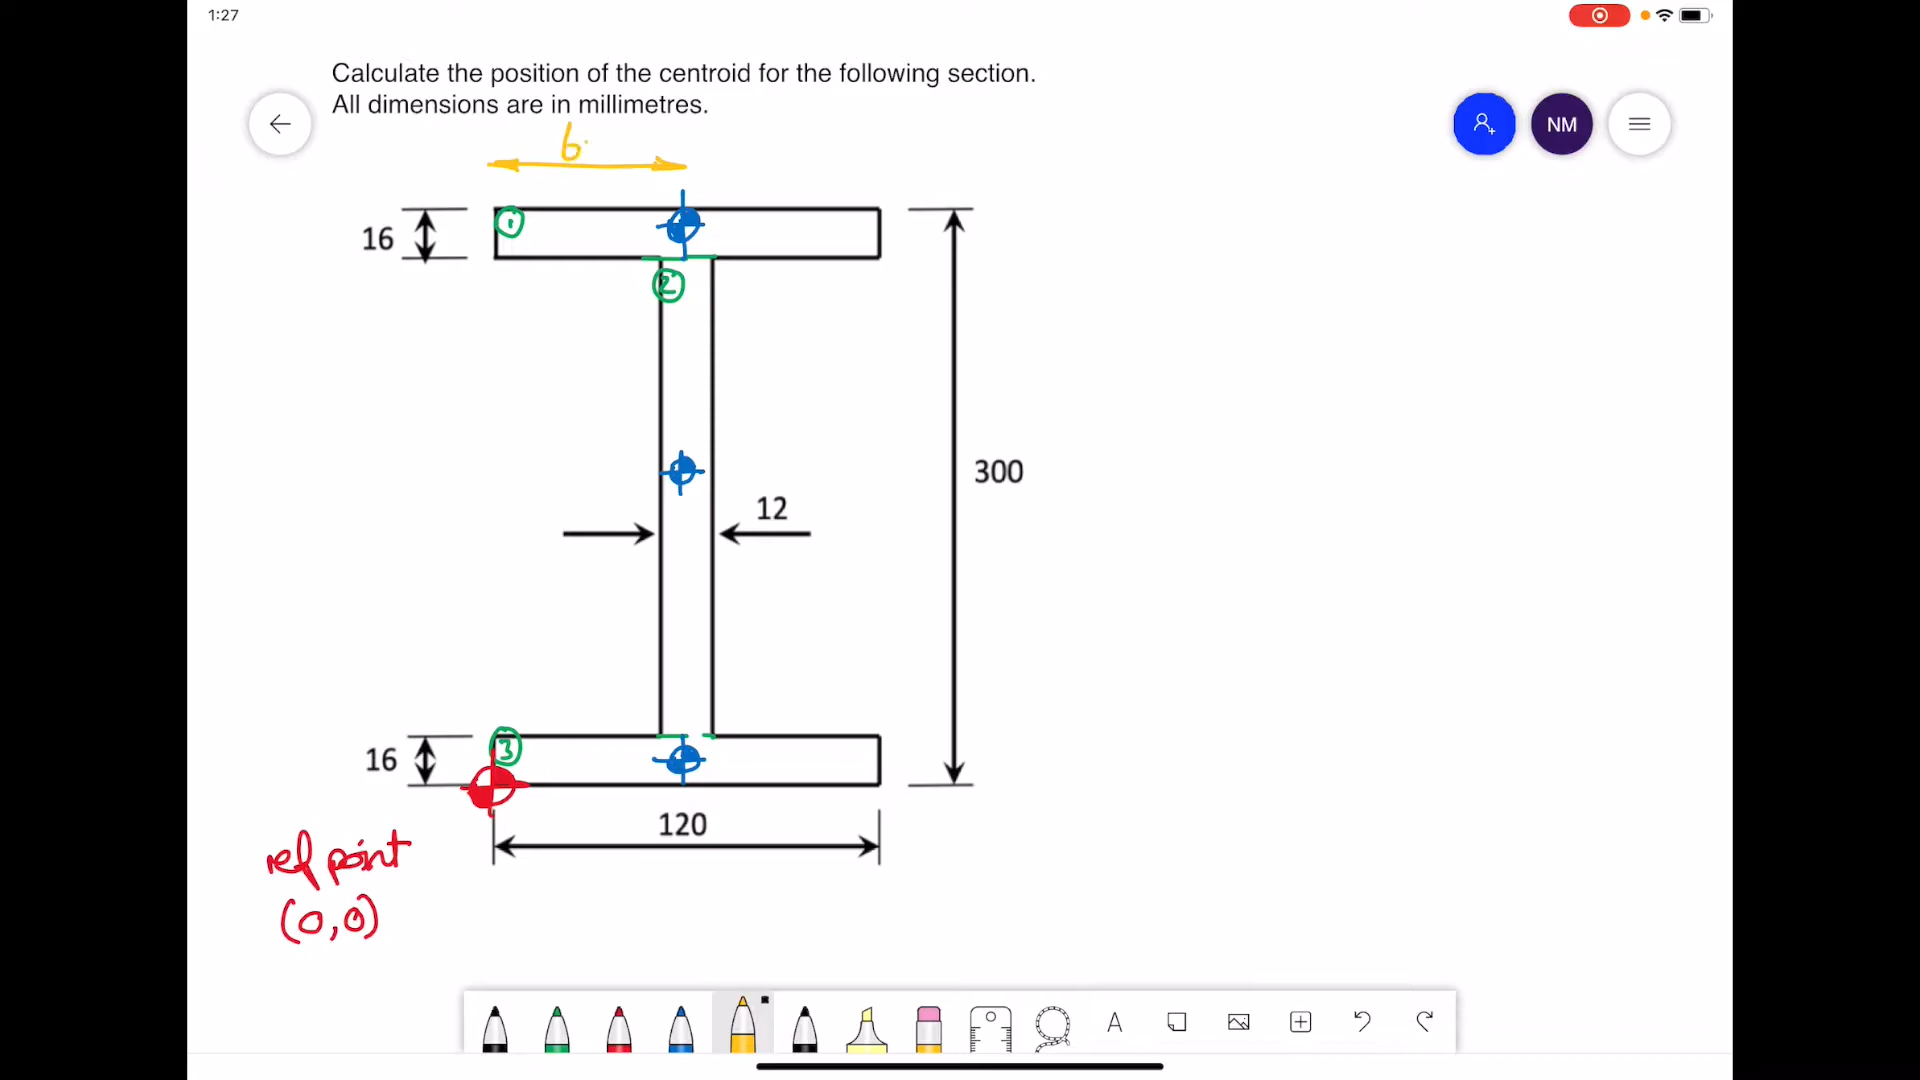 1:27
Calculate the position of the centroid for the following section.
All dimensions are in millimetres.
NM
6
1
16
2
300
12
3
16
120
ref point
(0,0)
A